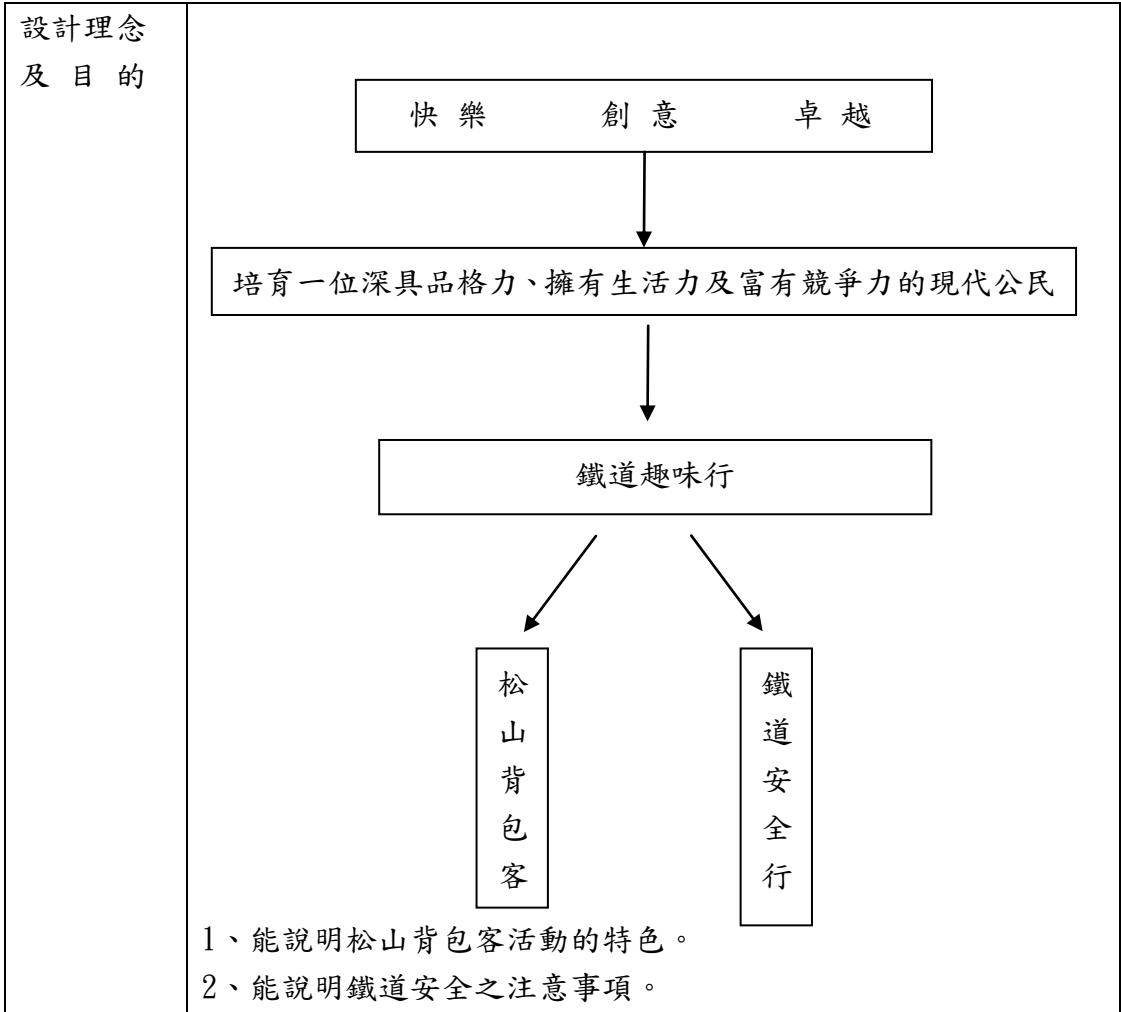 設計理念
及目的
快樂 創意 卓越
培育一位深具品格力、擁有生活力及富有競爭力的現代公民
鐵道趣味行
松山背包客
鐵道安全行
1、能說明松山背包客活動的特色。
2、能說明鐵道安全之注意事項。